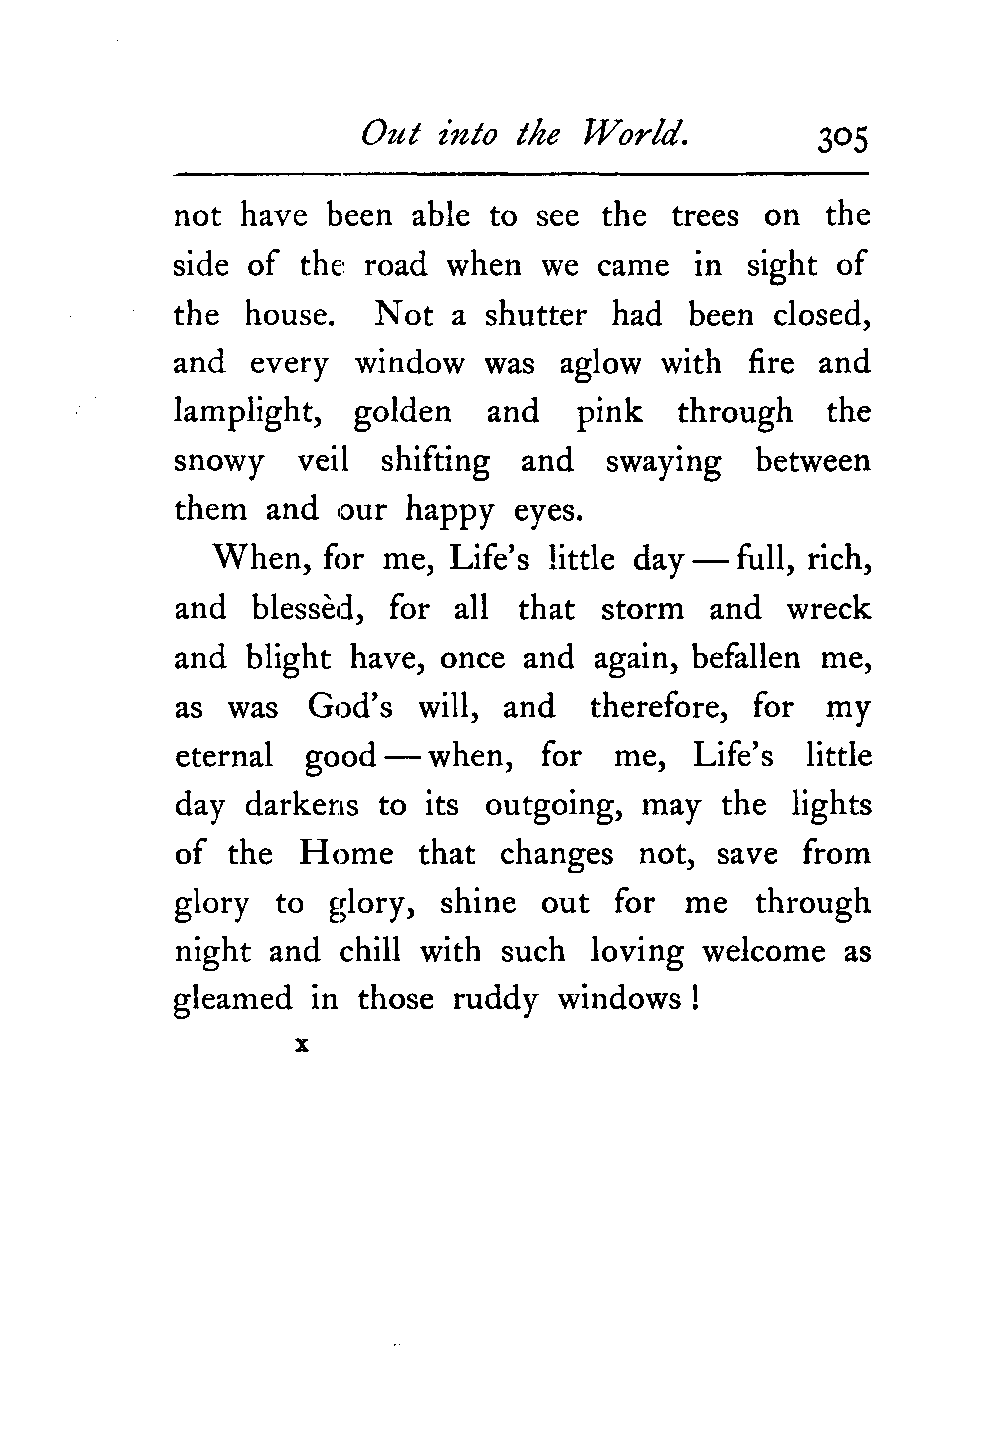 Out into the World. 305
not have been able to see the trees on the
side of the road when we came in sight of
the house. Not a shutter had been closed,
and every window was aglow with fire and
lamplight, golden and pink through the
snowy veil shifting and swaying between
them and our happy eyes.
When, for me, Life's little day — full, rich,
and blessèd, for all that storm and wreck
and blight have, once and again, befallen me,
as was God's will, and therefore, for my
eternal good — when, for me, Life's little
day darkens to its outgoing, may the lights
of the Home that changes not, save from
glory to glory, shine out for me through
night and chill with such loving welcome as
gleamed in those ruddy windows !
x